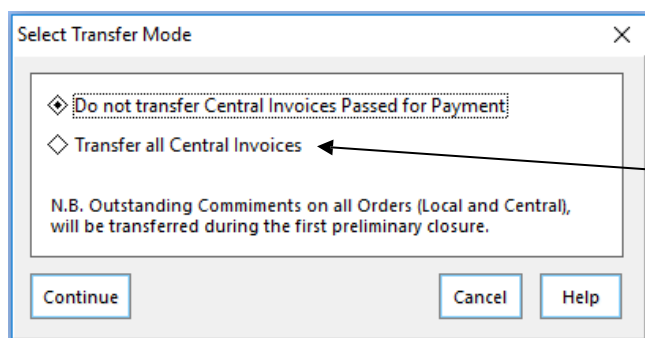 Select Transfer Mode
Do not transfer Central Invoices Passed for Payment
Transfer all Central Invoices
N.B. Outstanding Commiments on all Orders (Local and Central),
will be transferred during the first preliminary closure.
Continue
Cancel
Help